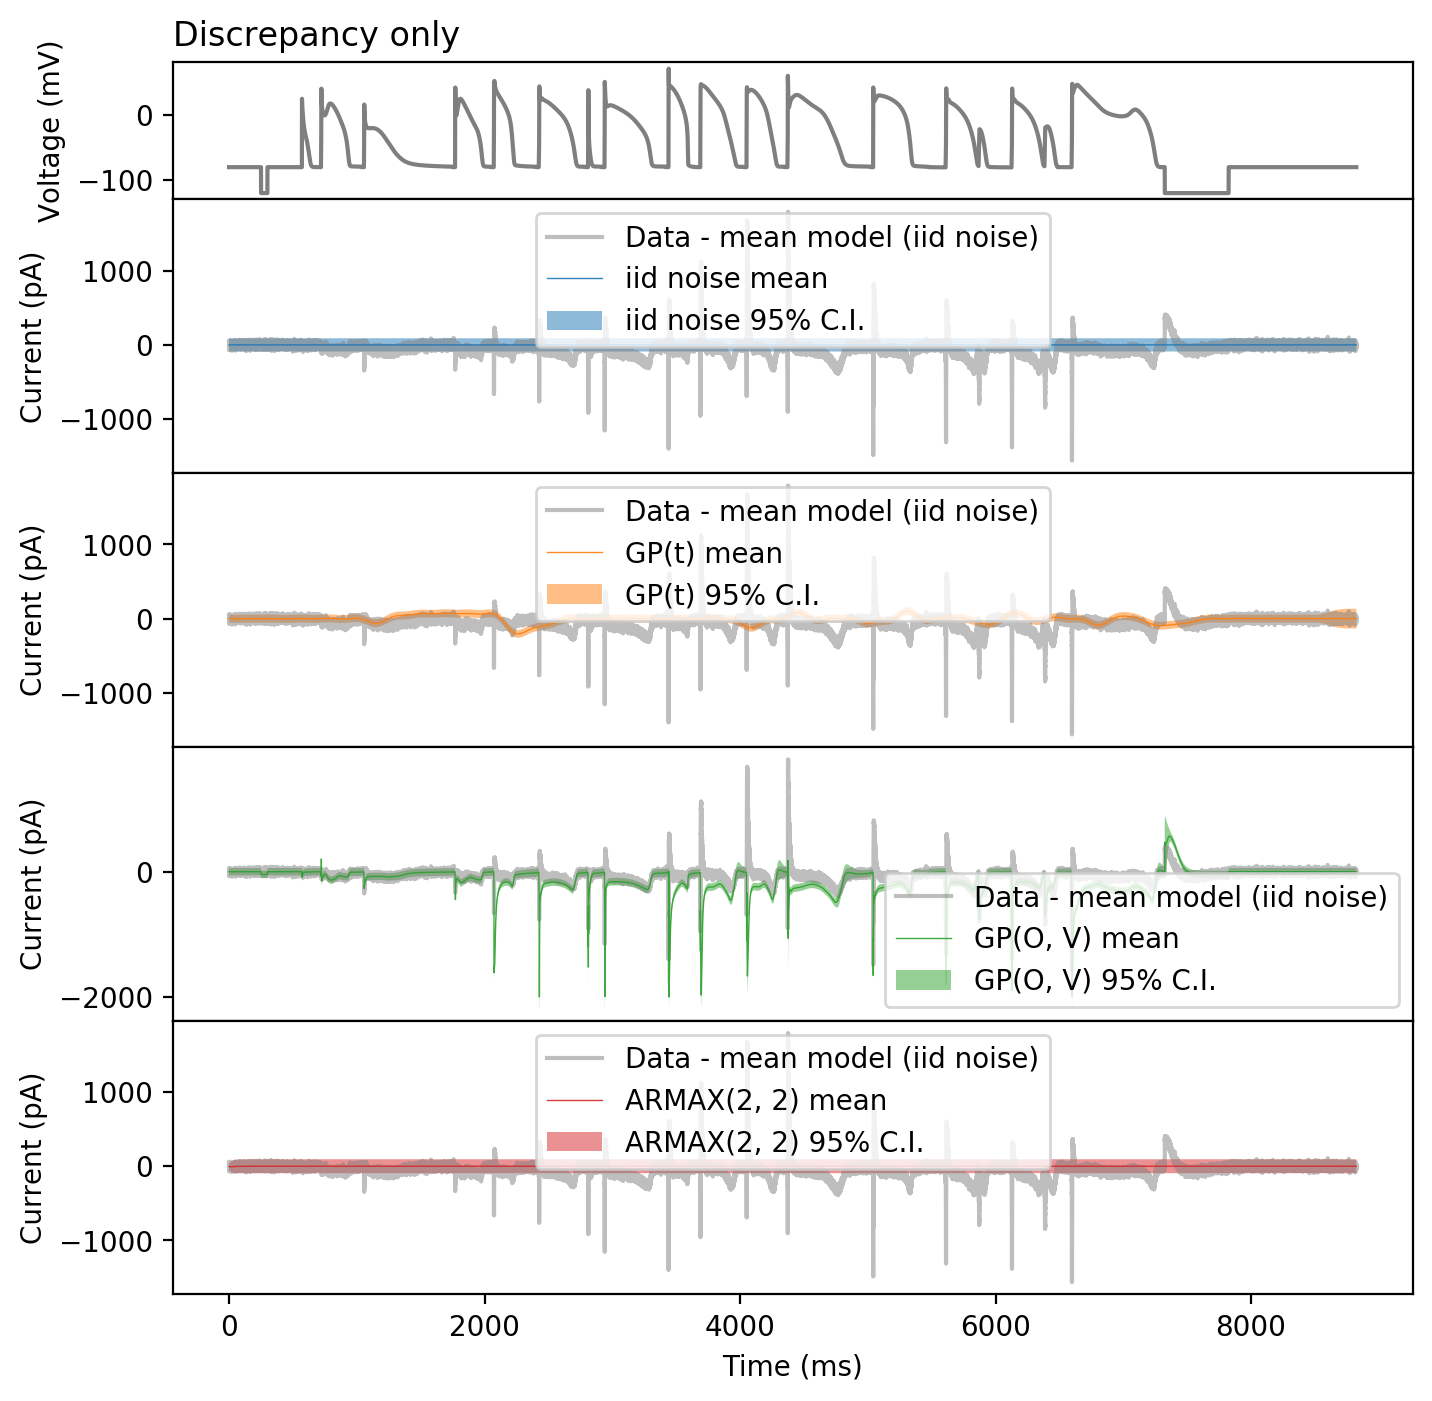 Discrepancy only
Voltage (mV)
0
−100
Current (pA)
1000
0
−1000
Data - mean model (iid noise)
iid noise mean
iid noise 95% C.I.
Current (pA)
1000
0
−1000
Data - mean model (iid noise)
GP(t) mean
GP(t) 95% C.I.
Current (pA)
0
−2000
Data - mean model (iid noise)
GP(O, V) mean
GP(O, V) 95% C.I.
Current (pA)
1000
0
−1000
Data - mean model (iid noise)
ARMAX(2, 2) mean
ARMAX(2, 2) 95% C.I.
0 2000 4000 6000 8000
Time (ms)